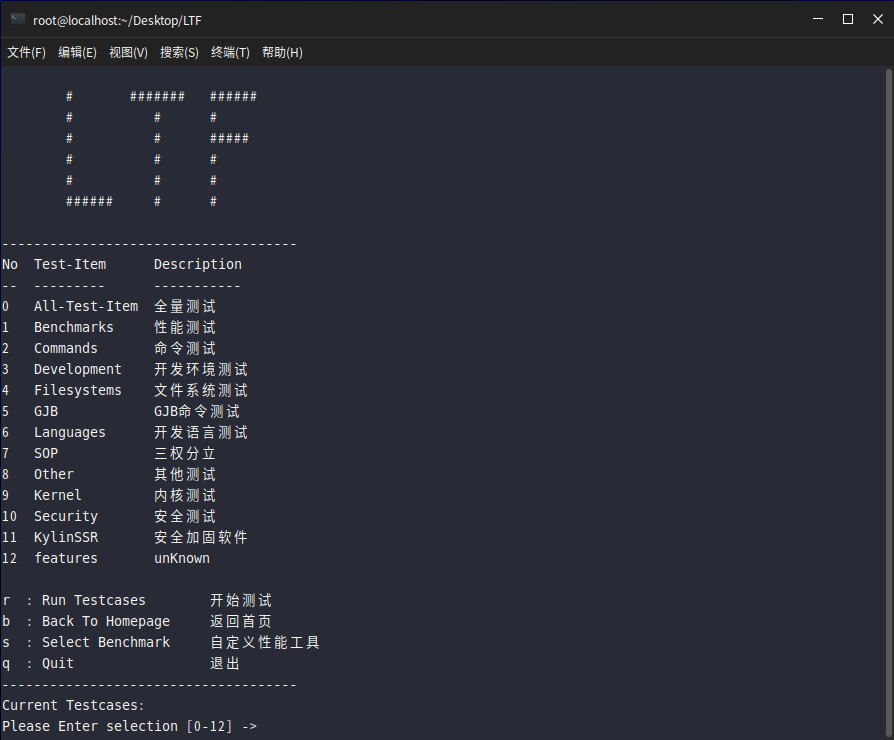 root@localhost:~/Desktop/LTF
文件(F) 编辑(E) 视图(V) 搜索(S) 终端(T) 帮助(H)
        #       #######   ######
        #          #      #
        #          #      #####
        #          #      #
        #          #      #
        ######     #      #
-------------------------------------
No  Test-Item      Description
--  ---------      -----------
0   All-Test-Item  全量测试
1   Benchmarks     性能测试
2   Commands       命令测试
3   Development    开发环境测试
4   Filesystems    文件系统测试
5   GJB            GJB命令测试
6   Languages      开发语言测试
7   SOP            三权分立
8   Other          其他测试
9   Kernel         内核测试
10  Security       安全测试
11  KylinSSR       安全加固软件
12  features       unKnown
r  : Run Testcases        开始测试
b  : Back To Homepage     返回首页
s  : Select Benchmark     自定义性能工具
q  : Quit                 退出
-------------------------------------
Current Testcases:
Please Enter selection [0-12] ->